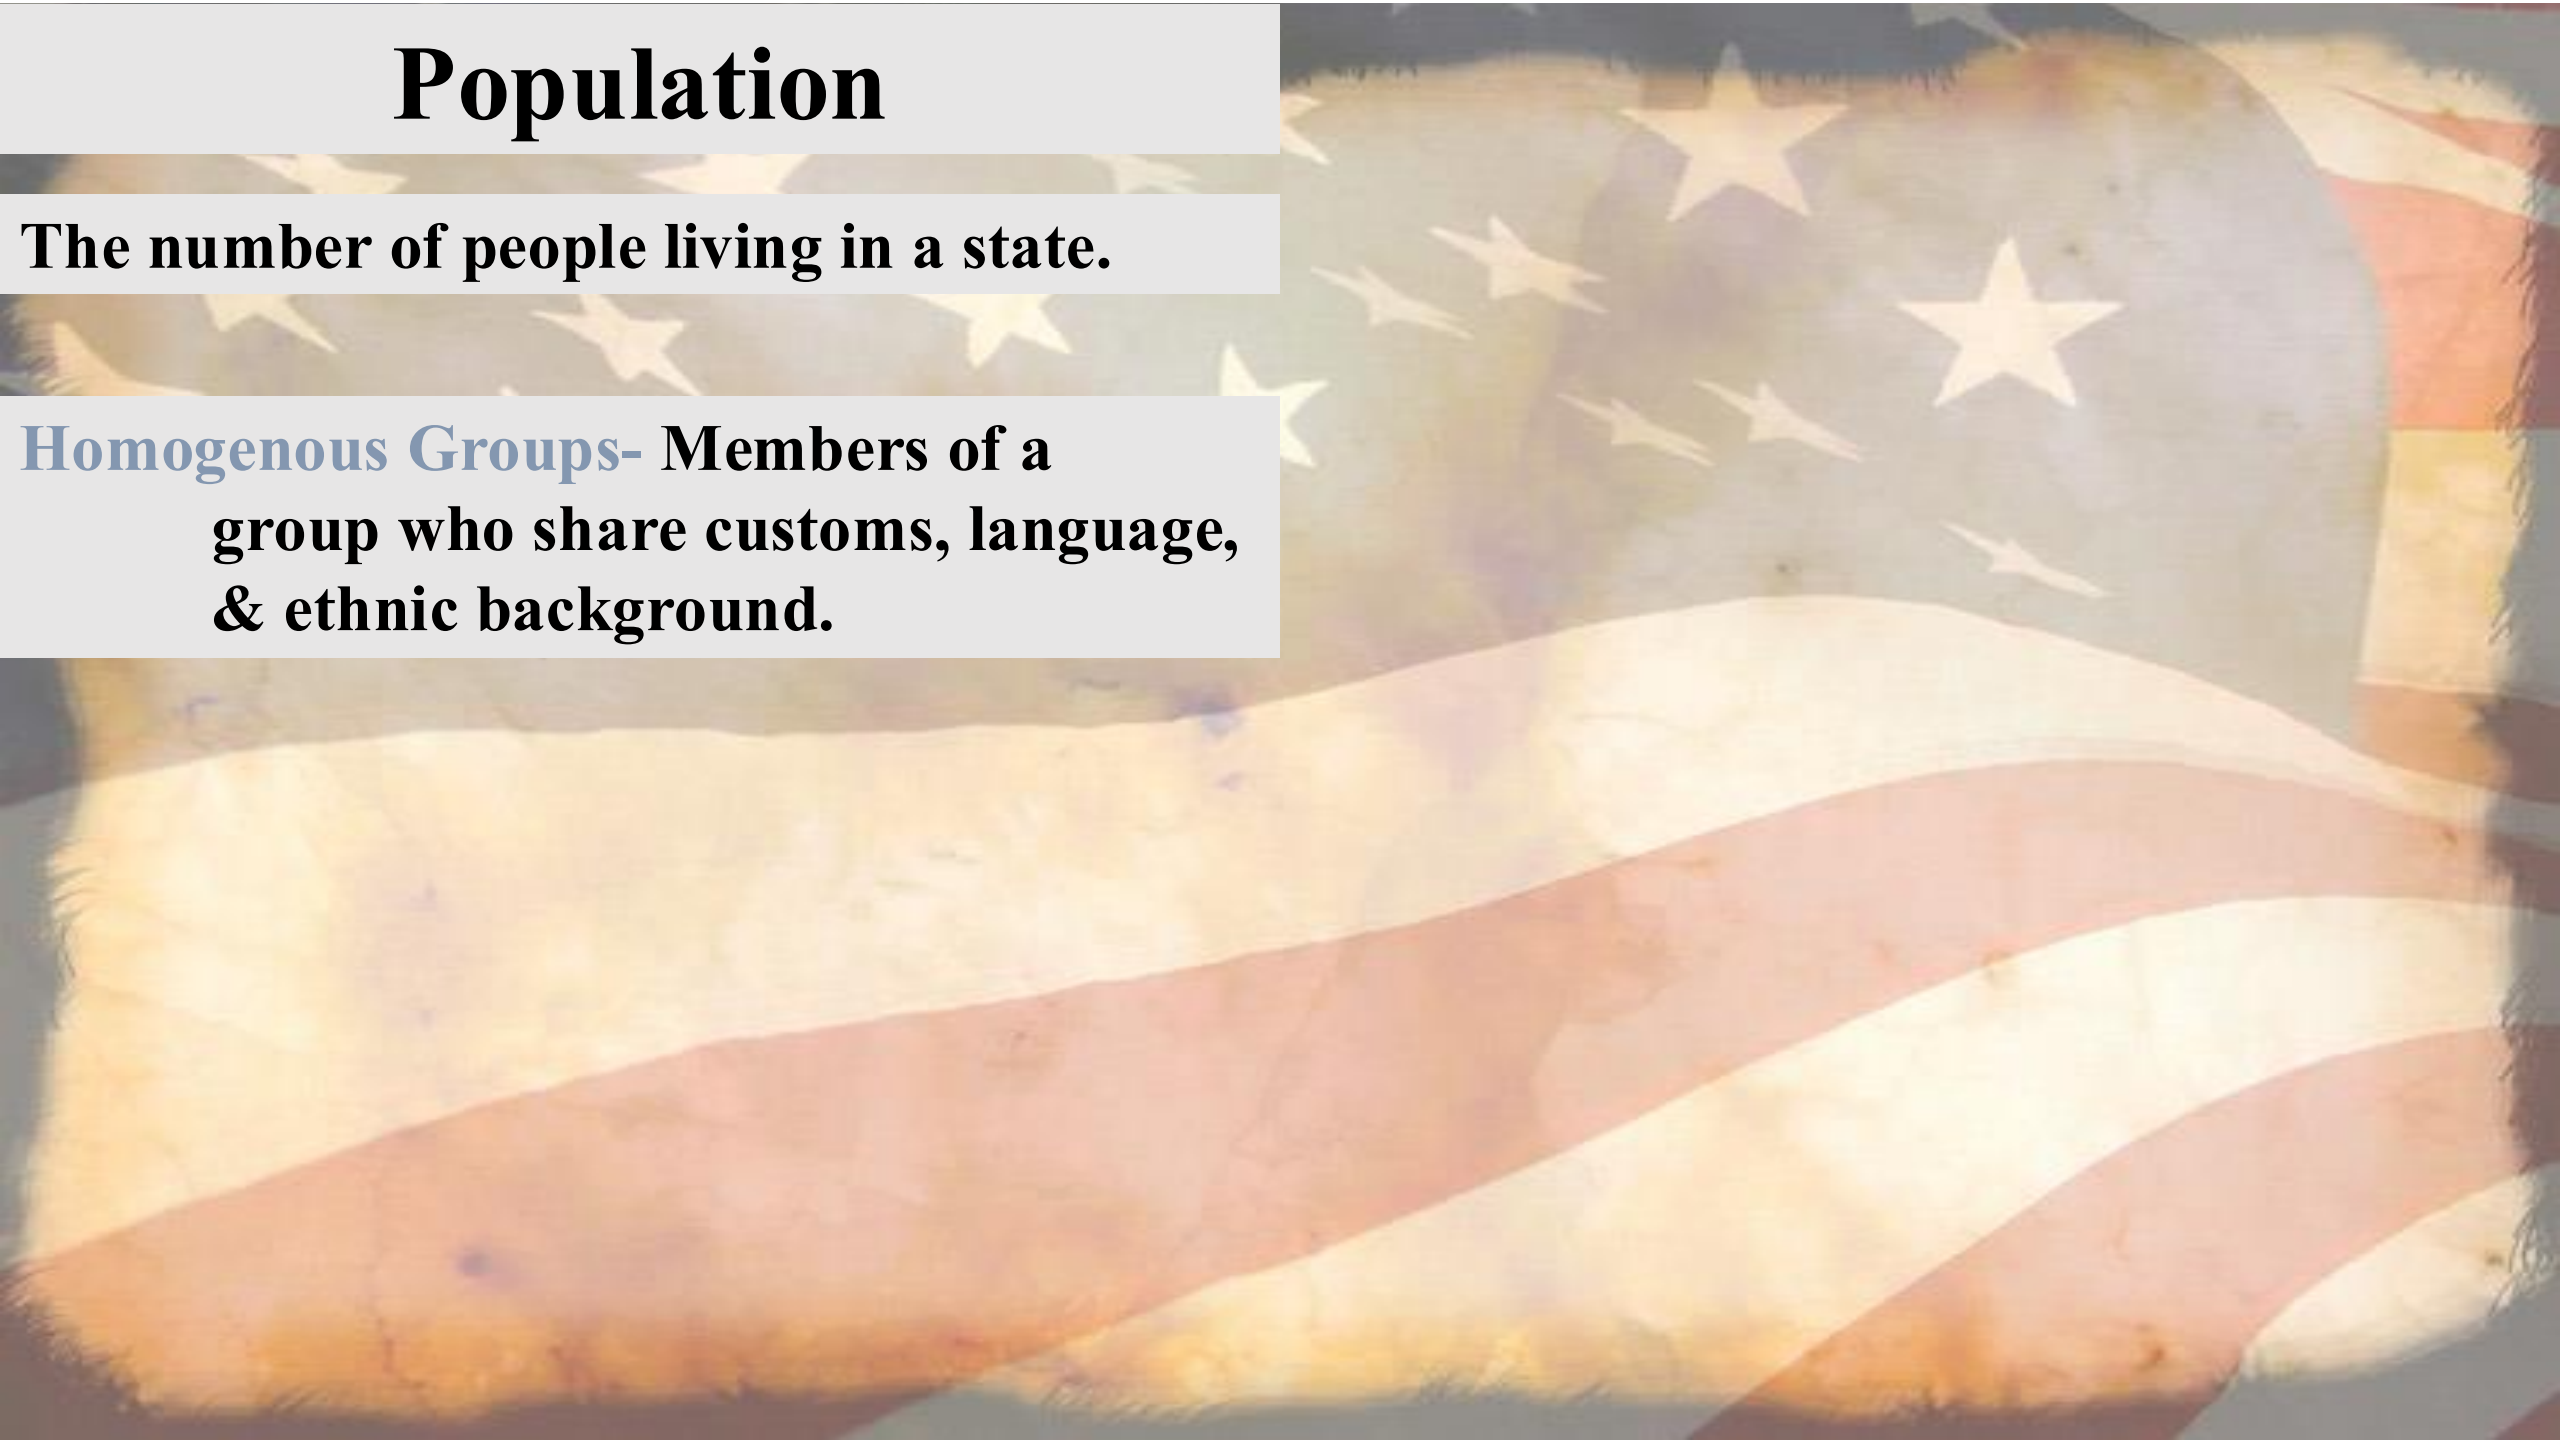 Population
The number of people living in a state.
Homogenous Groups- Members of a
group who share customs, language,
& ethnic background.